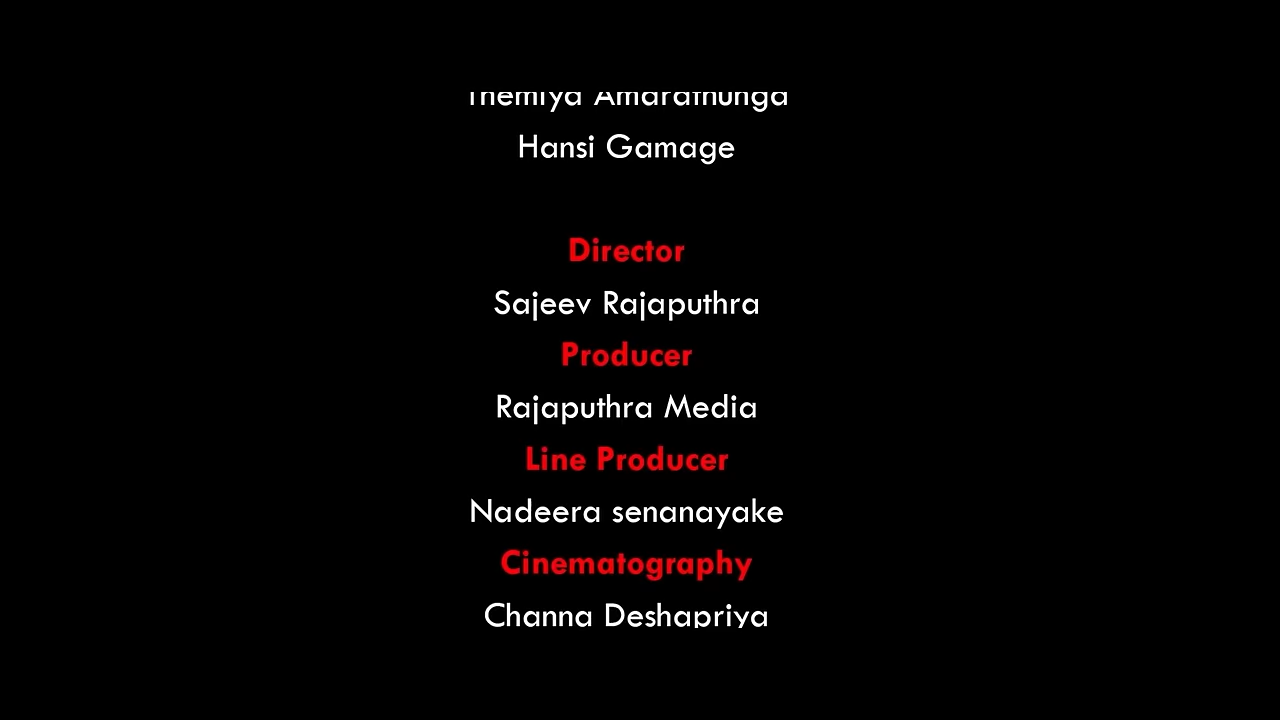 Themiya Amarathunga
Hansi Gamage
Director
Sajeev Rajaputhra
Producer
Rajaputhra Media
Line Producer
Nadeera senanayake
Cinematography
Channa Deshapriya